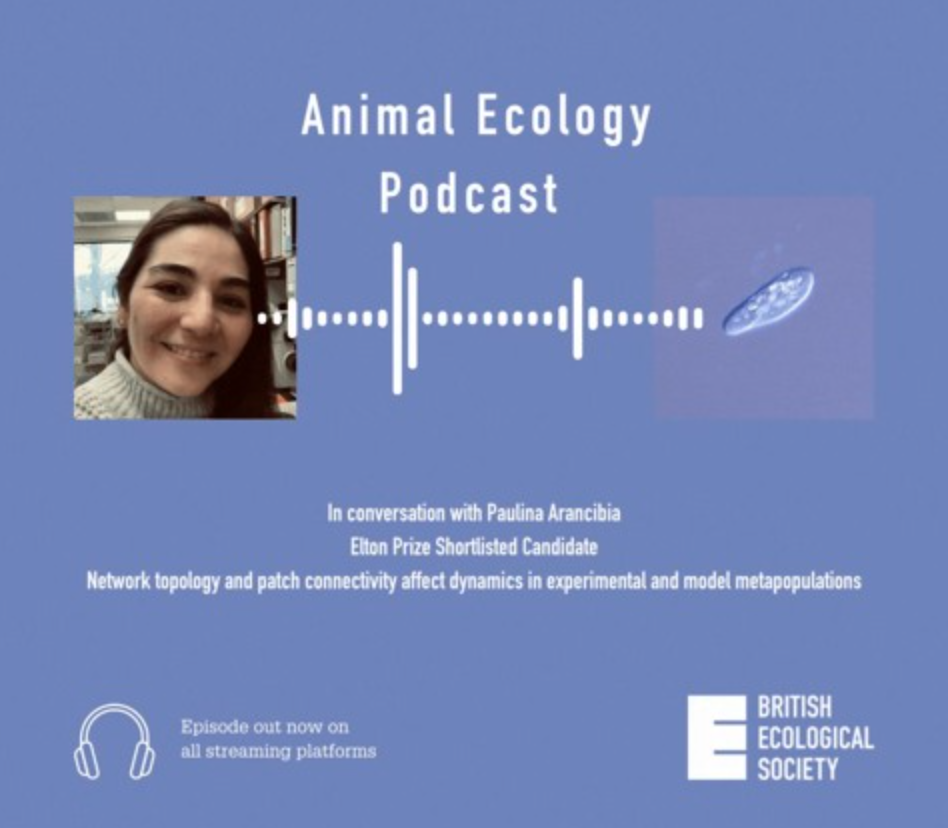 Animal Ecology
Podcast
In conversation with Paulina Arancibia
Elton Prize Shortlisted Candidate
Network topology and patch connectivity affect dynamics in experimental and model metapopulations
Episode out now on
all streaming platforms
BRITISH
ECOLOGICAL
SOCIETY